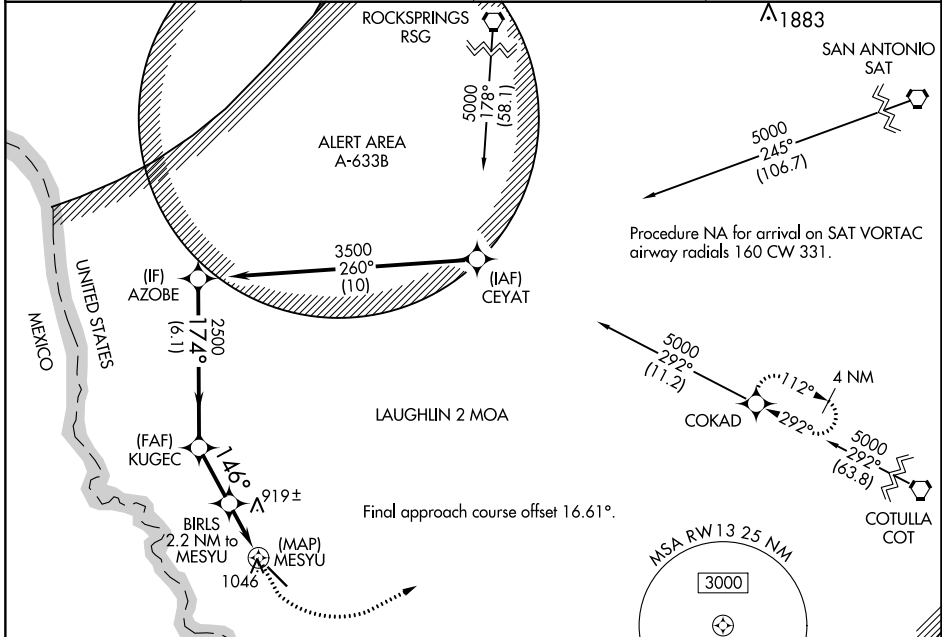 ROCKSPRINGS
RSG
1883
SAN ANTONIO
SAT
5000
178°
(58.1)
5000
245°
(106.7)
ALERT AREA
A-633B
Procedure NA for arrival on SAT VORTAC
airway radials 160 CW 331.
3500
260°
(10)
(IAF)
CEYAT
(IF)
AZOBE
UNITED STATES
MEXICO
2500
174°
(6.1)
5000
292°
(11.2)
112°
4 NM
COKAD
292°
5000
292°
(63.8)
COTULLA
COT
LAUGHLIN 2 MOA
(FAF)
KUGEC
146°
919±
BIRLS
2.2 NM to
MESYU
Final approach course offset 16.61°.
(MAP)
MESYU
1046
MSA RW13 25 NM
3000